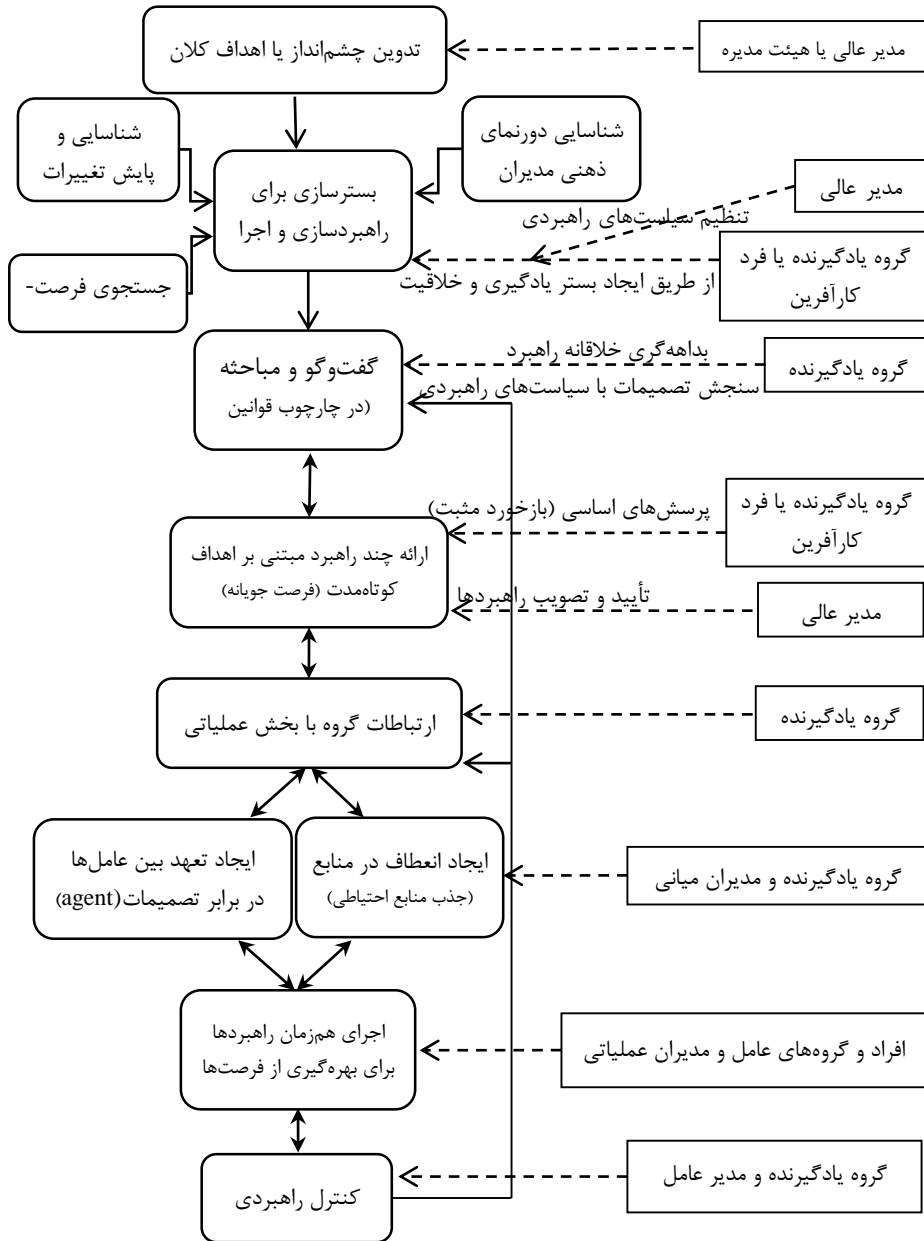 تدوین چشم‌انداز یا اهداف کلان
مدیر عالی یا هیئت مدیره
شناسایی دورنمای
ذهنی مدیران
شناسایی و
پایش تغییرات
بسترسازی برای
راهبردسازی و اجرا
مدیر عالی
تنظیم سیاست‌های راهبردی
گروه یادگیرنده یا فرد
کارآفرین
از طریق ایجاد بستر یادگیری و خلاقیت
جستجوی فرصت-
گفت‌وگو و مباحثه
(در چارچوب قوانین
بداهه‌گری خلاقانه راهبرد
گروه یادگیرنده
سنجش تصمیمات با سیاست‌های راهبردی
پرسش‌های اساسی (بازخورد مثبت)
گروه یادگیرنده یا فرد
کارآفرین
ارائه چند راهبرد مبتنی بر اهداف
کوتاه‌مدت (فرصت جویانه)
تأیید و تصویب راهبردها
مدیر عالی
ارتباطات گروه با بخش عملیاتی
گروه یادگیرنده
ایجاد انعطاف در منابع
(جذب منابع احتیاطی)
ایجاد تعهد بین عامل‌ها
(agent)در برابر تصمیمات
گروه یادگیرنده و مدیران میانی
اجرای هم‌زمان راهبردها
برای بهره‌گیری از فرصت‌ها
افراد و گروه‌های عامل و مدیران عملیاتی
کنترل راهبردی
گروه یادگیرنده و مدیر عامل